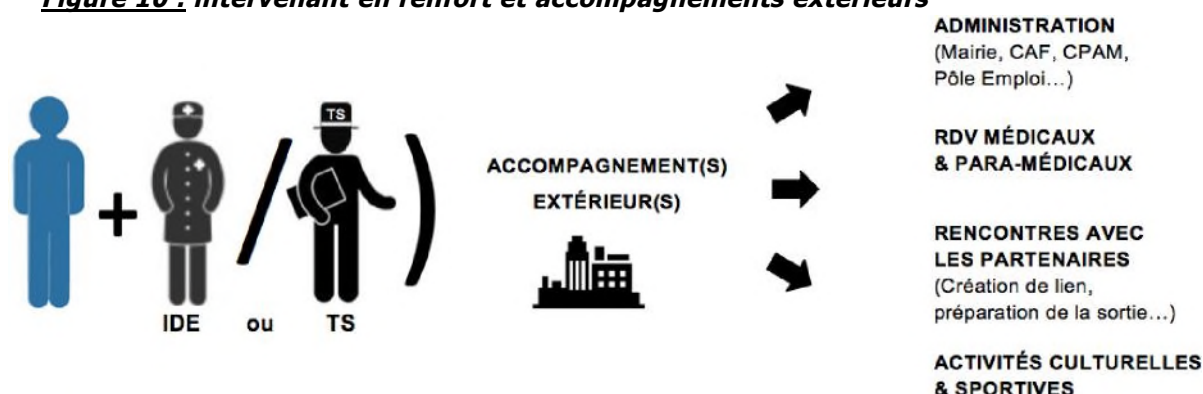 Figure 10 : intervenant en renfort et accompagnements extérieurs
ADMINISTRATION
(Mairie, CAF, CPAM,
Pôle Emploi...)
TS
RDV MÉDICAUX
& PARA-MÉDICAUX
ACCOMPAGNEMENT(S)
EXTÉRIEUR(S)
+
/
)
RENCONTRES AVEC
LES PARTENAIRES
(Création de lien,
préparation de la sortie...)
IDE ou TS
ACTIVITÉS CULTURELLES
& SPORTIVES